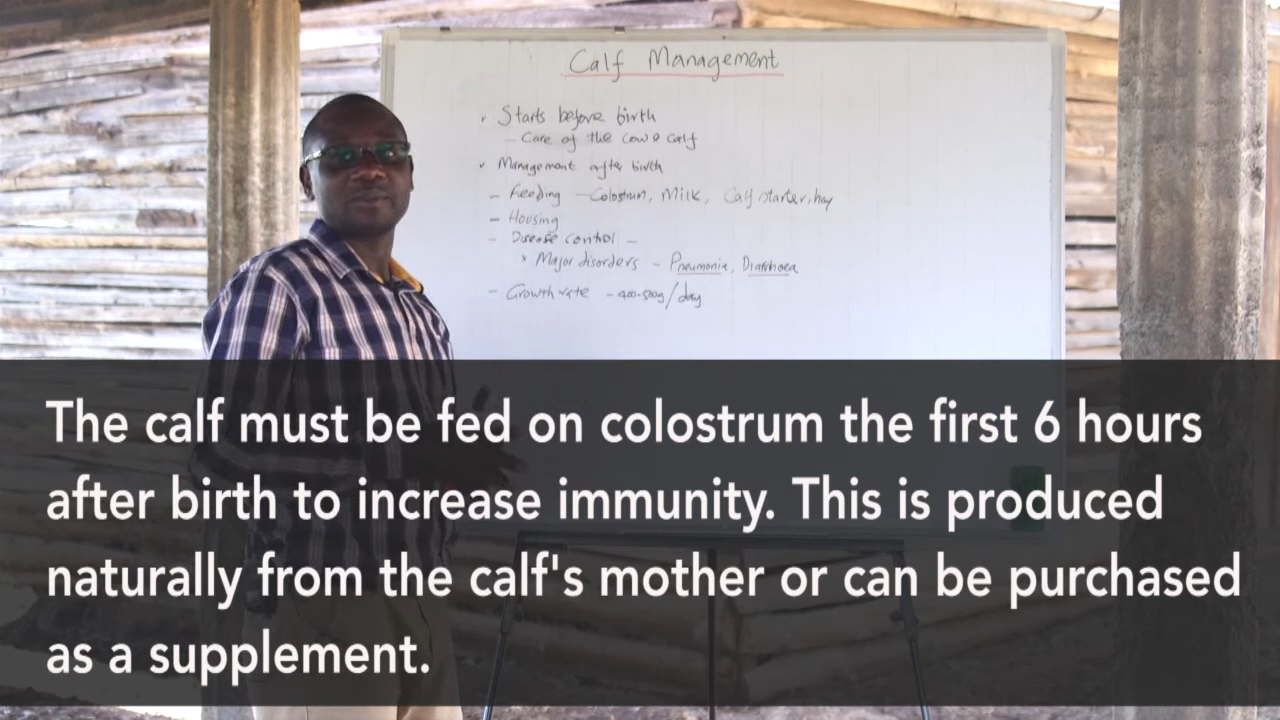 Calf Management
• Starts before birth
– Care of the cow & calf
• Management after birth
– Feeding – Colostrum, Milk, Calf starter, hay
– Housing
– Disease control –
* Major disorders – Pneumonia, Diarrhoea
– Growth rate – 400-500g/day
The calf must be fed on colostrum the first 6 hours
after birth to increase immunity. This is produced
naturally from the calf's mother or can be purchased
as a supplement.